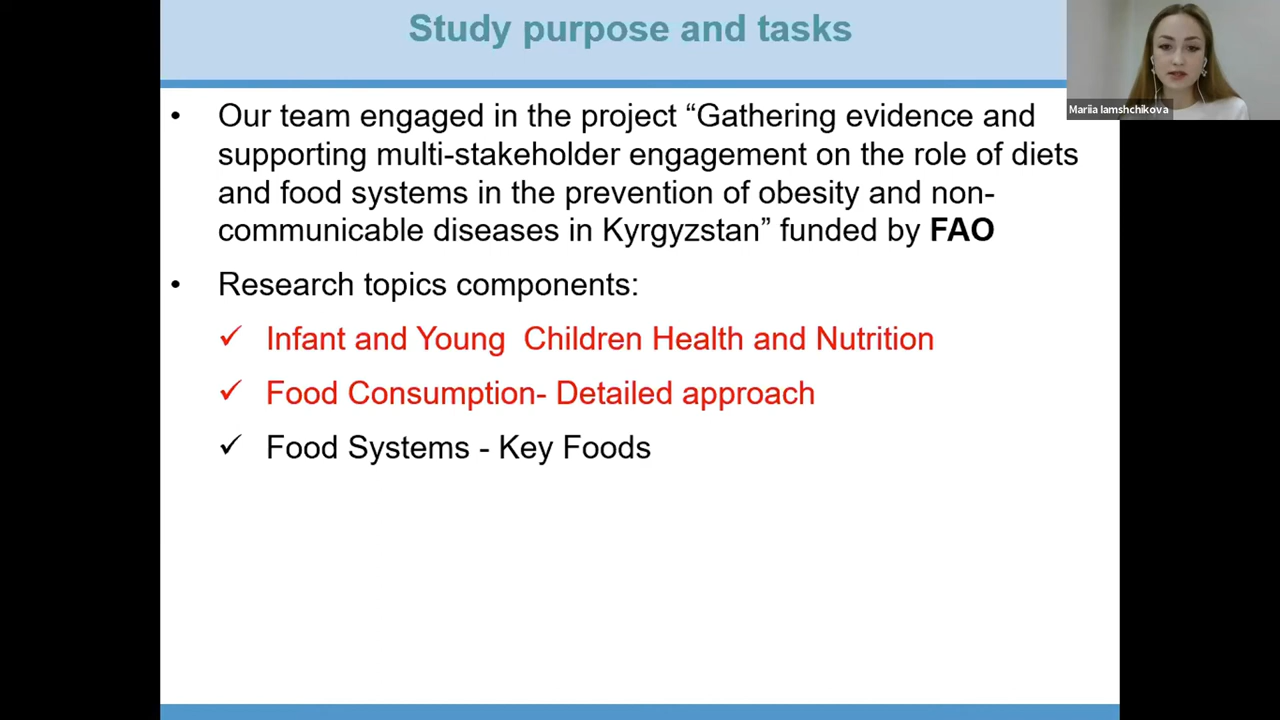 Study purpose and tasks
Mariia Iamshchikova
• Our team engaged in the project “Gathering evidence and
supporting multi-stakeholder engagement on the role of diets
and food systems in the prevention of obesity and non-
communicable diseases in Kyrgyzstan” funded by FAO
• Research topics components:
✓ Infant and Young  Children Health and Nutrition
✓ Food Consumption- Detailed approach
✓ Food Systems - Key Foods